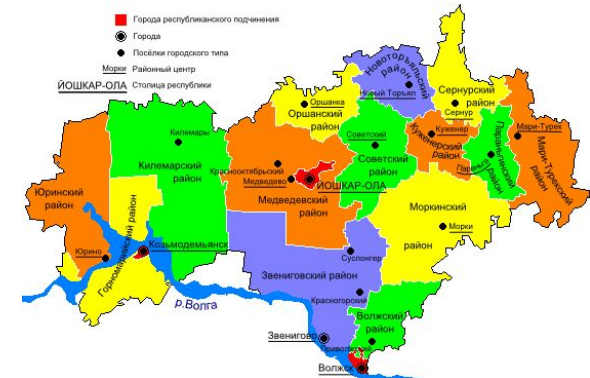 Города республиканского подчинения
Города
Посёлки городского типа
Морки Районный центр
ЙОШКАР-ОЛА Столица республики
Новоторъяльский
район
Новый Торъял
Сернурский
район
Сернур
Оршанка
Оршанский
район
Килемары
Килемарский
район
Советский
Советский
район
Куженер
Куженерский
район
Параньгинский
район
Параньга
Мари-Турек
Мари-Турекский
район
Краснооктябрьский
Медведево
ЙОШКАР-ОЛА
Медведевский
район
Юринский
район
Юрино
Горномарийский район
Козьмодемьянск
Моркинский
район
Морки
Суслонгер
Звениговский район
Красногорский
р.Волга
Волжский
район
Звенигово
Приволжский
Волжск